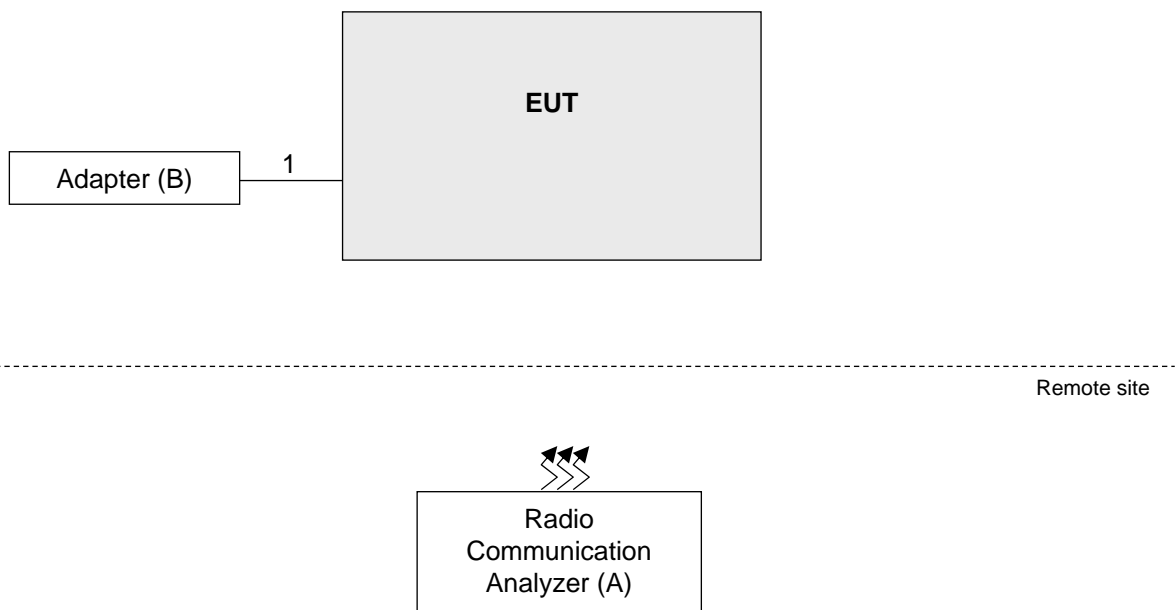 EUT
Adapter (B)
1
Remote site
Radio
Communication
Analyzer (A)